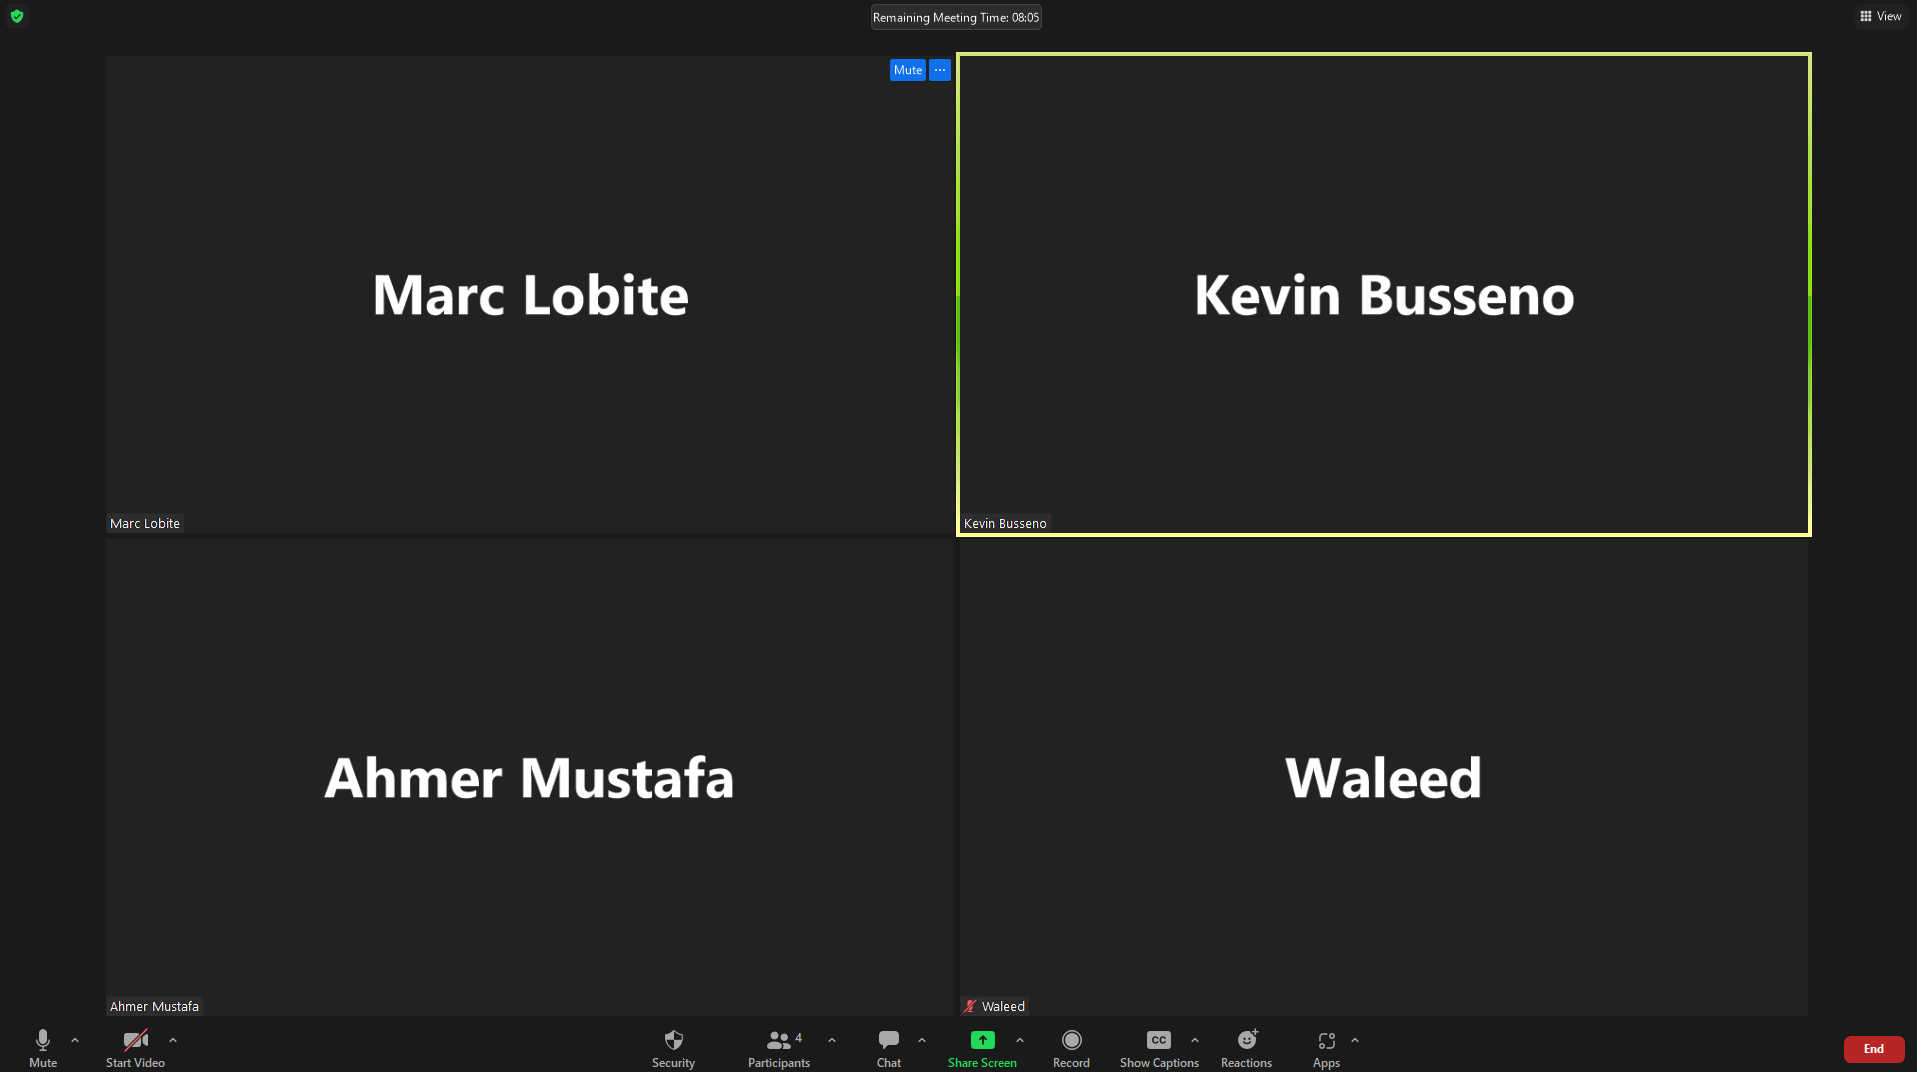 Remaining Meeting Time: 08:05
View
Mute ...
Marc Lobite
Kevin Busseno
Marc Lobite
Kevin Busseno
Ahmer Mustafa
Waleed
Ahmer Mustafa
Waleed
4
CC
Mute
Start Video
Security
Participants
Chat
Share Screen
Record
Show Captions
Reactions
Apps
End